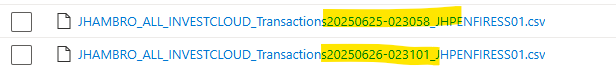 JHAMBRO_ALL_INVESTCLOUD_Transactions20250625-023058_JHPENFIRESS01.csv
JHAMBRO_ALL_INVESTCLOUD_Transactions20250626-023101_JHPENFIRESS01.csv